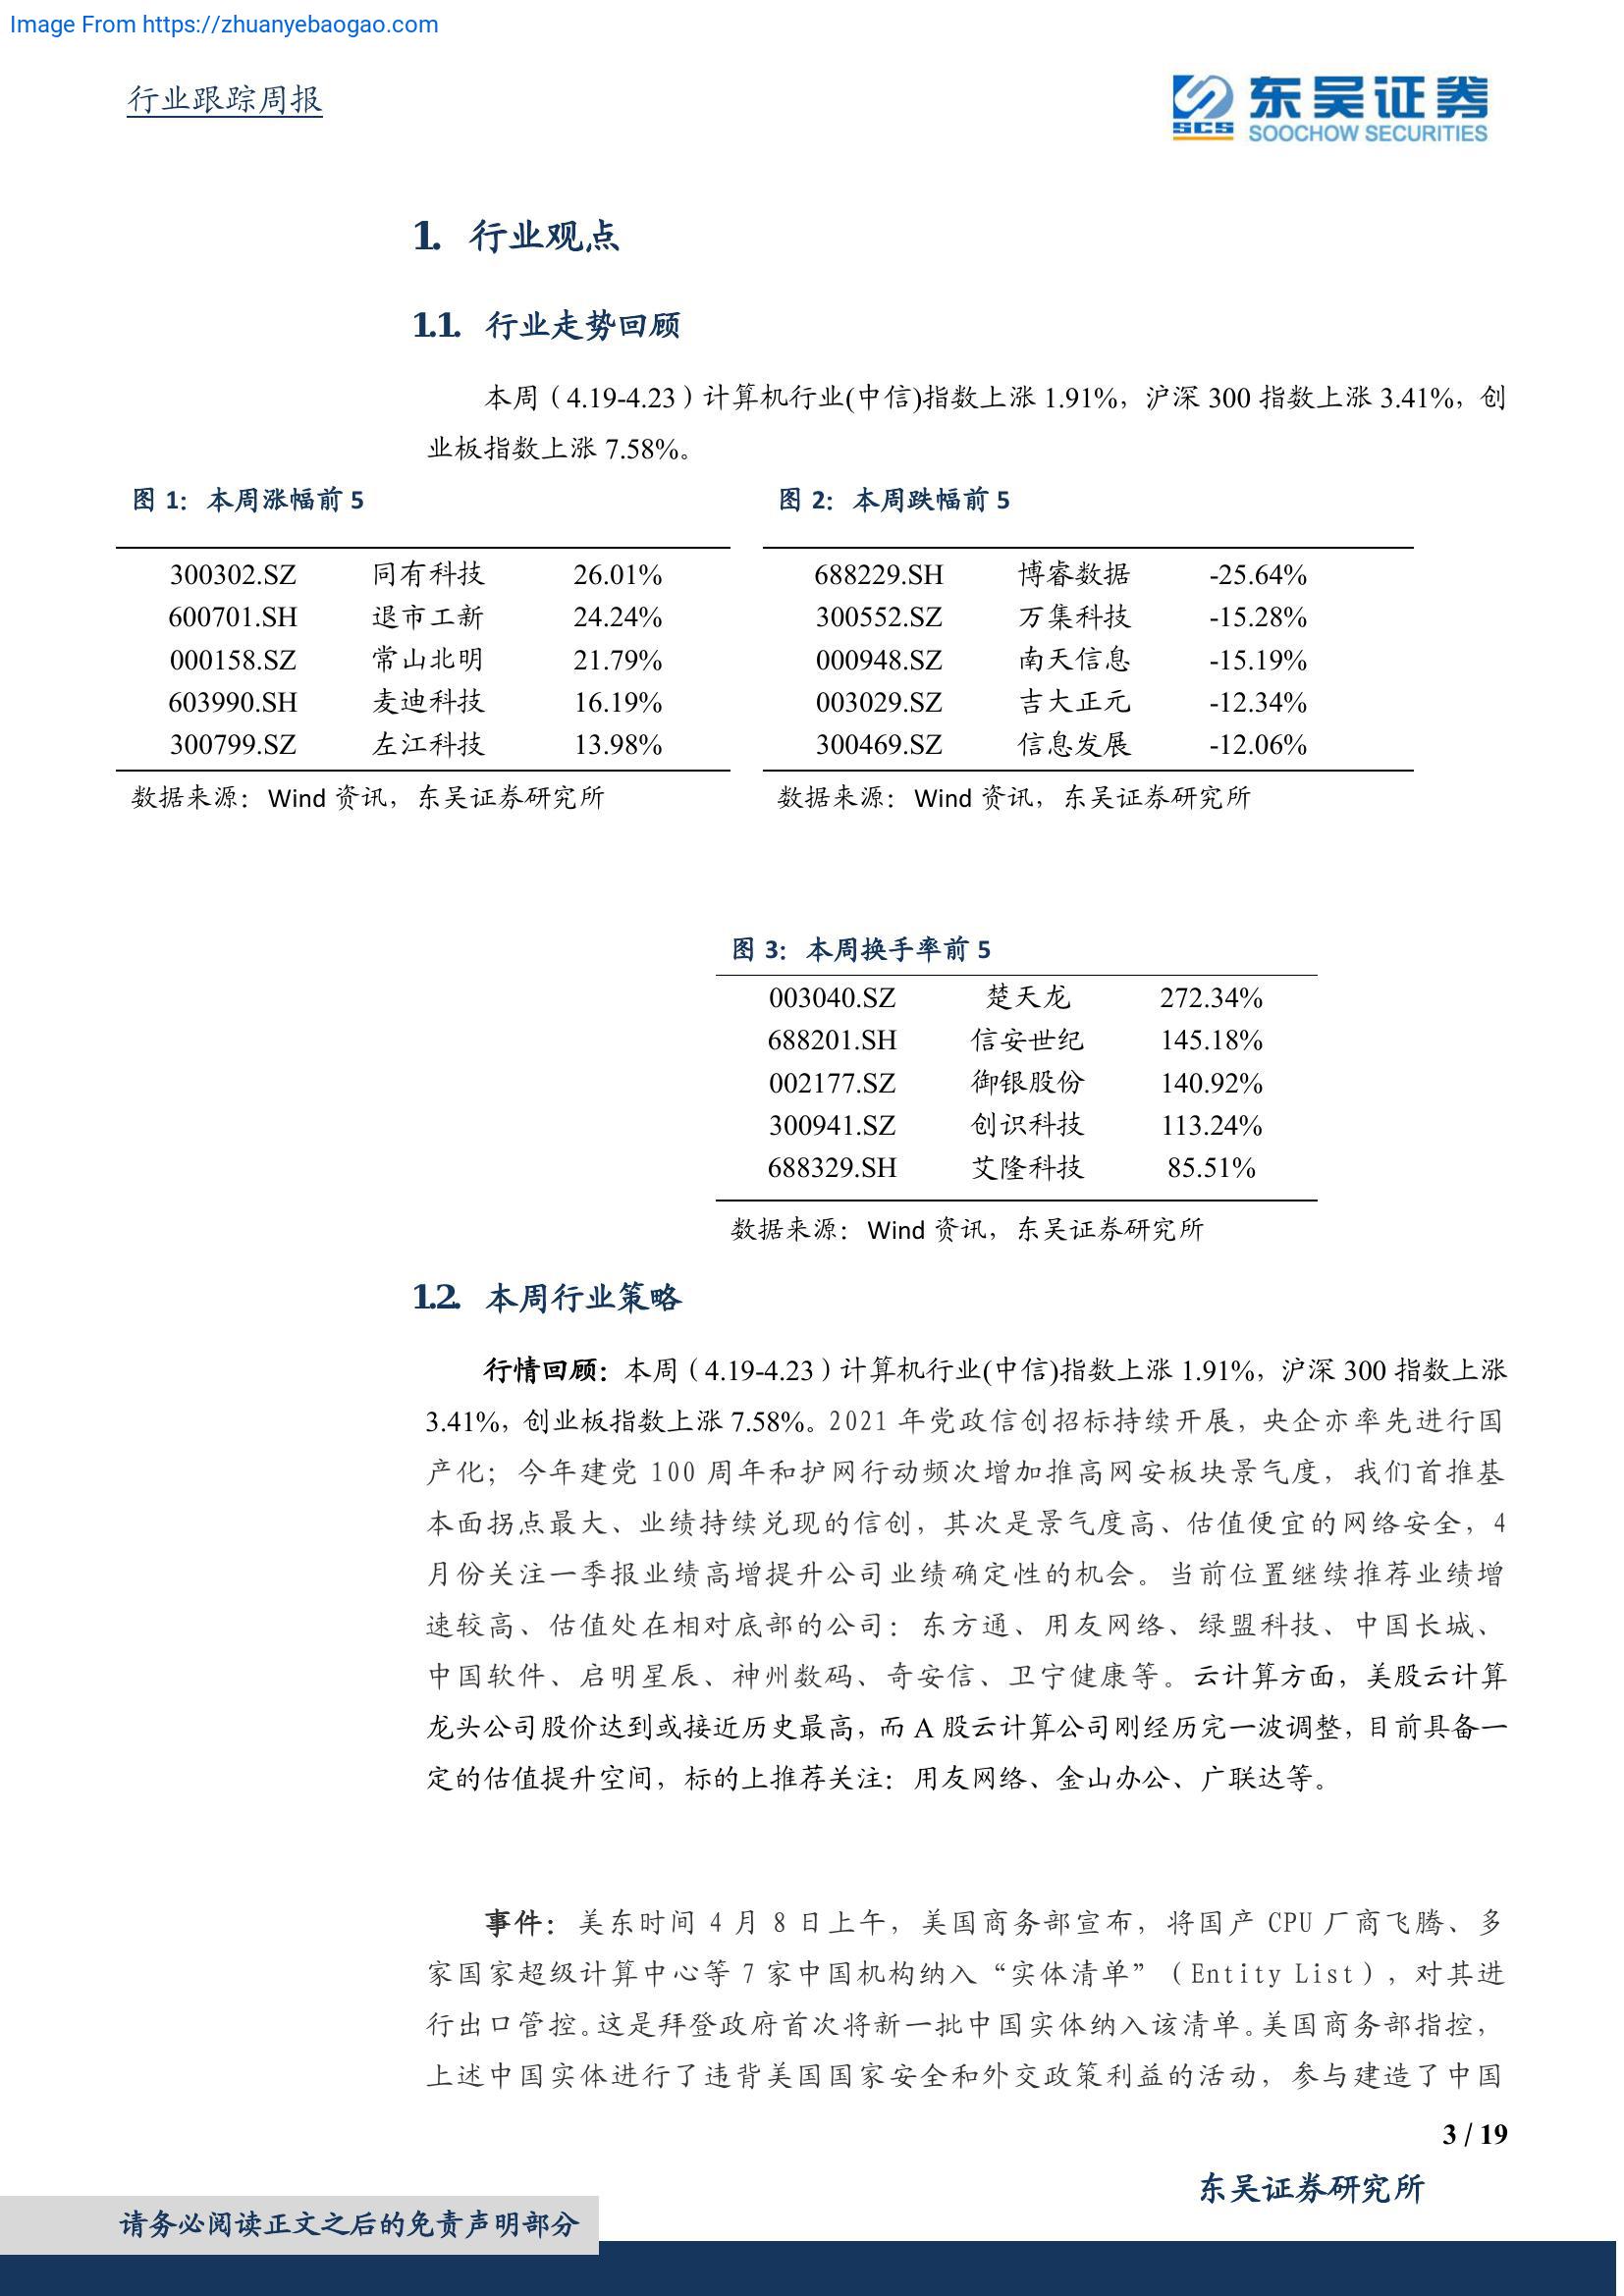 Image From https://zhuanyebaogao.com
行业跟踪周报
东吴证券
SCS
SOOCHOW SECURITIES
1. 行业观点
1.1. 行业走势回顾
本周（4.19-4.23）计算机行业(中信)指数上涨 1.91%，沪深 300 指数上涨 3.41%，创
业板指数上涨 7.58%。
图 1：本周涨幅前 5
300302.SZ 同有科技 26.01%
600701.SH 退市工新 24.24%
000158.SZ 常山北明 21.79%
603990.SH 麦迪科技 16.19%
300799.SZ 左江科技 13.98%
数据来源：Wind 资讯，东吴证券研究所
图 2：本周跌幅前 5
688229.SH 博睿数据 -25.64%
300552.SZ 万集科技 -15.28%
000948.SZ 南天信息 -15.19%
003029.SZ 吉大正元 -12.34%
300469.SZ 信息发展 -12.06%
数据来源：Wind 资讯，东吴证券研究所
图 3：本周换手率前 5
003040.SZ 楚天龙 272.34%
688201.SH 信安世纪 145.18%
002177.SZ 御银股份 140.92%
300941.SZ 创识科技 113.24%
688329.SH 艾隆科技 85.51%
数据来源：Wind 资讯，东吴证券研究所
1.2. 本周行业策略
行情回顾：本周（4.19-4.23）计算机行业(中信)指数上涨 1.91%，沪深 300 指数上涨
3.41%，创业板指数上涨 7.58%。2021 年党政信创招标持续开展，央企亦率先进行国
产化；今年建党 100 周年和护网行动频次增加推高网安板块景气度，我们首推基
本面拐点最大、业绩持续兑现的信创，其次是景气度高、估值便宜的网络安全，4
月份关注一季报业绩高增提升公司业绩确定性的机会。当前位置继续推荐业绩增
速较高、估值处在相对底部的公司：东方通、用友网络、绿盟科技、中国长城、
中国软件、启明星辰、神州数码、奇安信、卫宁健康等。云计算方面，美股云计算
龙头公司股价达到或接近历史最高，而 A 股云计算公司刚经历完一波调整，目前具备一
定的估值提升空间，标的上推荐关注：用友网络、金山办公、广联达等。
事件：美东时间 4 月 8 日上午，美国商务部宣布，将国产 CPU 厂商飞腾、多
家国家超级计算中心等 7 家中国机构纳入“实体清单”（Entity List），对其进
行出口管控。这是拜登政府首次将新一批中国实体纳入该清单。美国商务部指控，
上述中国实体进行了违背美国国家安全和外交政策利益的活动，参与建造了中国
3 / 19
东吴证券研究所
请务必阅读正文之后的免责声明部分